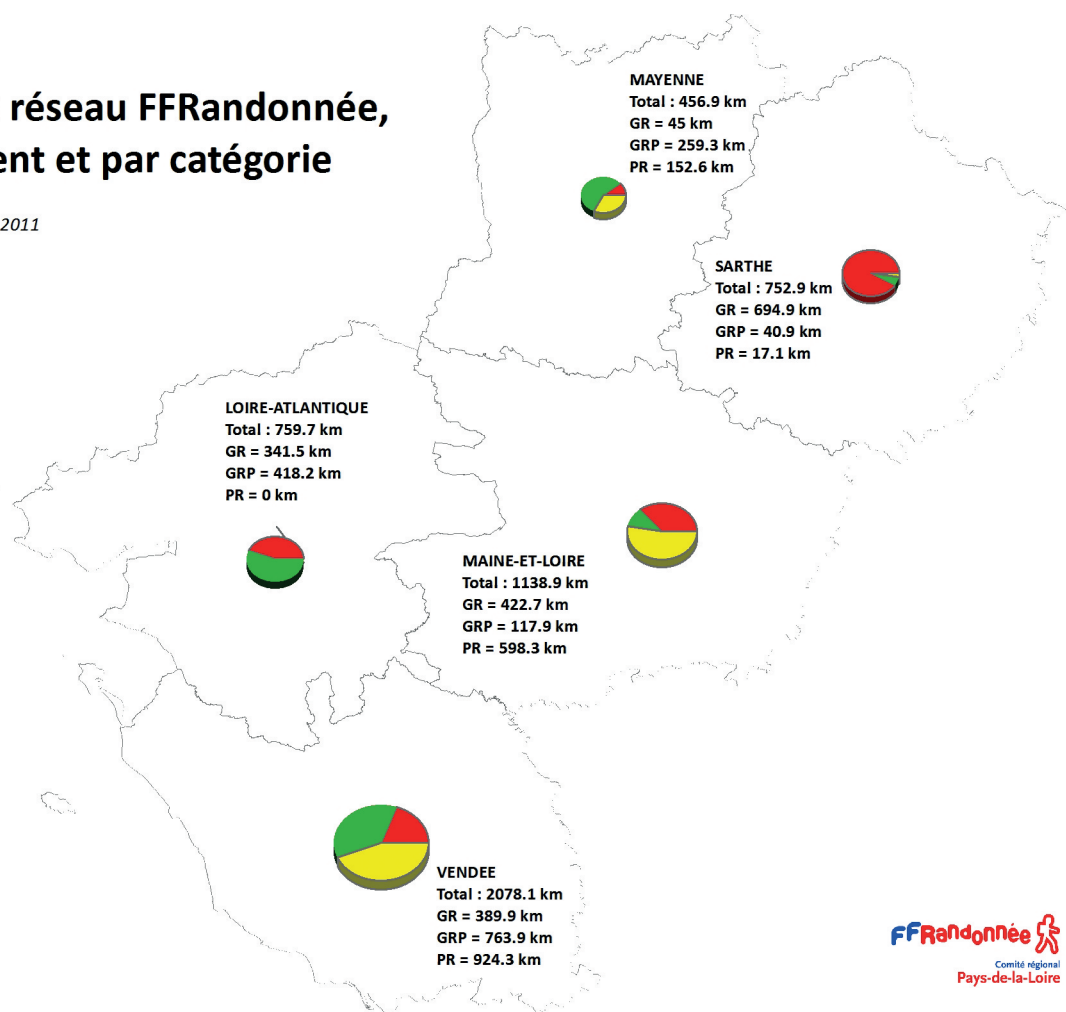 réseau FFRandonnée,
ent et par catégorie
2011
MAYENNE
Total : 456.9 km
GR = 45 km
GRP = 259.3 km
PR = 152.6 km
SARTHE
Total : 752.9 km
GR = 694.9 km
GRP = 40.9 km
PR = 17.1 km
LOIRE-ATLANTIQUE
Total : 759.7 km
GR = 341.5 km
GRP = 418.2 km
PR = 0 km
MAINE-ET-LOIRE
Total : 1138.9 km
GR = 422.7 km
GRP = 117.9 km
PR = 598.3 km
VENDEE
Total : 2078.1 km
GR = 389.9 km
GRP = 763.9 km
PR = 924.3 km
FFRandonnée
Comité régional
Pays-de-la-Loire